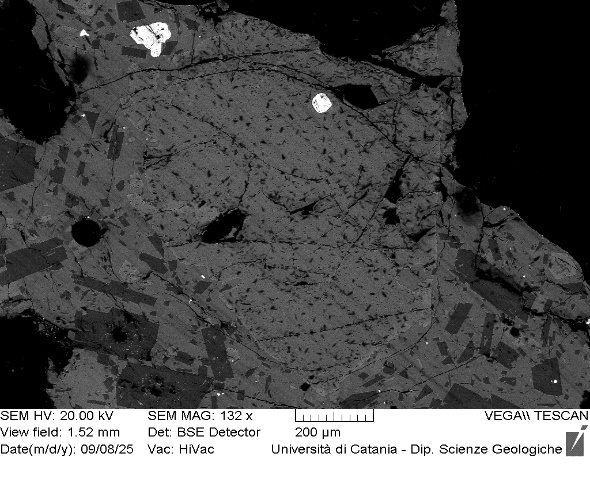 SEM HV: 20.00 kV SEM MAG: 132 x VEGA\\ TESCAN
View field: 1.52 mm Det: BSE Detector 200 µm
Date(m/d/y): 09/08/25 Vac: HiVac Università di Catania - Dip. Scienze Geologiche